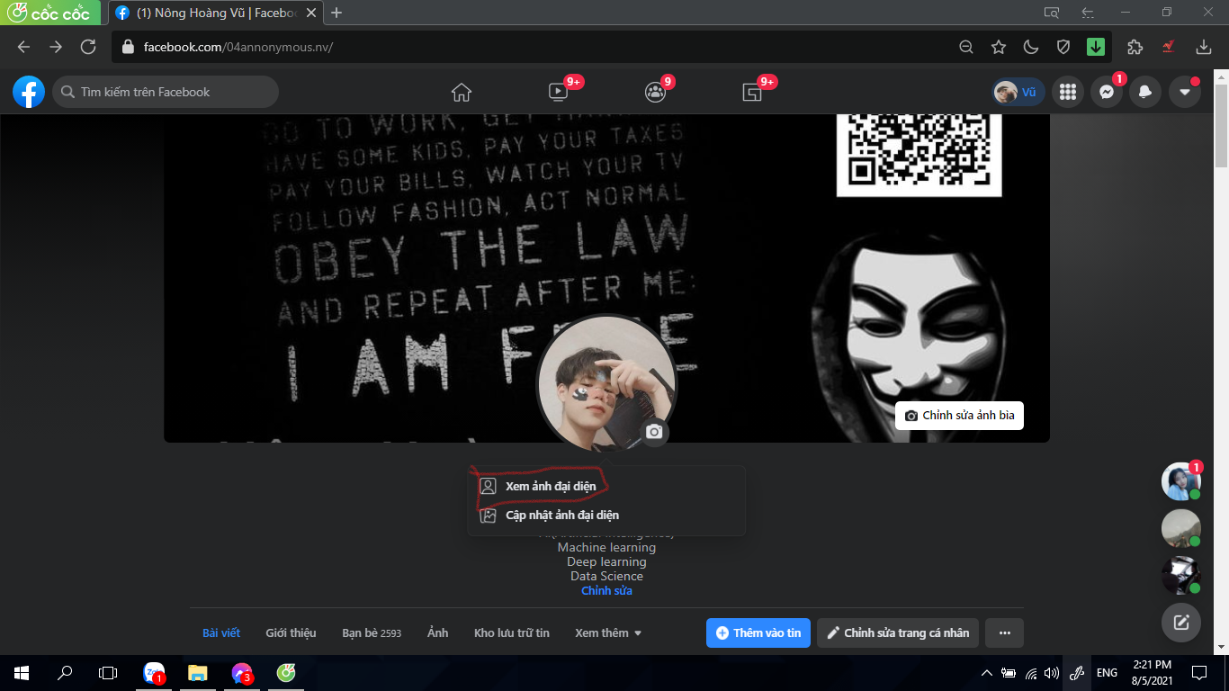 cốc cốc
(1) Nông Hoàng Vũ | Facebo
facebook.com/04annonymous.nv/
Tìm kiếm trên Facebook
9+
9
9+
Vũ
1
GO TO WORK, GET
HAVE SOME KIDS, PAY YOUR TAXES
PAY YOUR BILLS, WATCH YOUR TV
FOLLOW FASHION, ACT NORMAL
OBEY THE LAW
AND REPEAT AFTER ME:
I AM
Chỉnh sửa ảnh bìa
Xem ảnh đại diện
Cập nhật ảnh đại diện
Machine learning
Deep learning
Data Science
Chỉnh sửa
1
Bài viết
Giới thiệu
Bạn bè 2593
Ảnh
Kho lưu trữ tin
Xem thêm
Thêm vào tin
Chỉnh sửa trang cá nhân
1
3
ENG
2:21 PM
8/5/2021